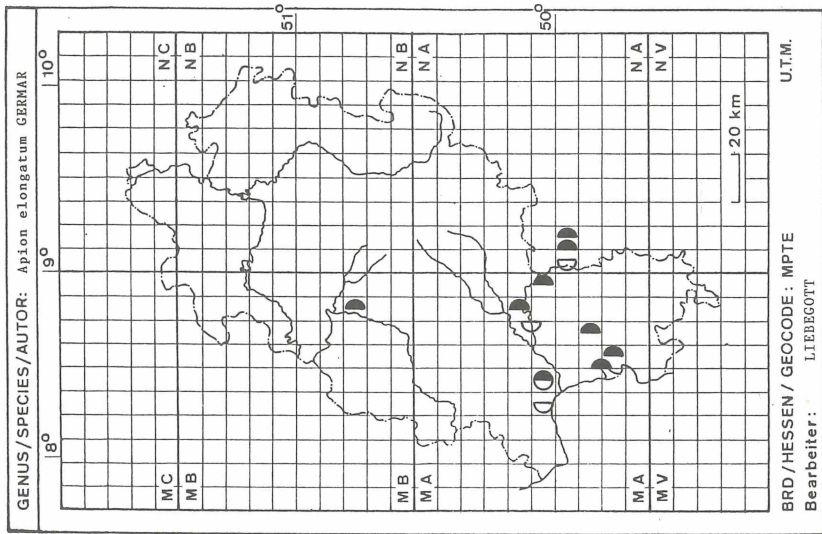 GENUS/SPECIES/AUTOR: Apion elongatum GERMAR
8° 9° 10°
MC NC
MB NB
51°
MB NB
MA NA
50°
MA NA
MV NV
20 km
BRD/HESSEN/GEOCODE: MPTE U.T.M.
Bearbeiter: LIEBEGOTT